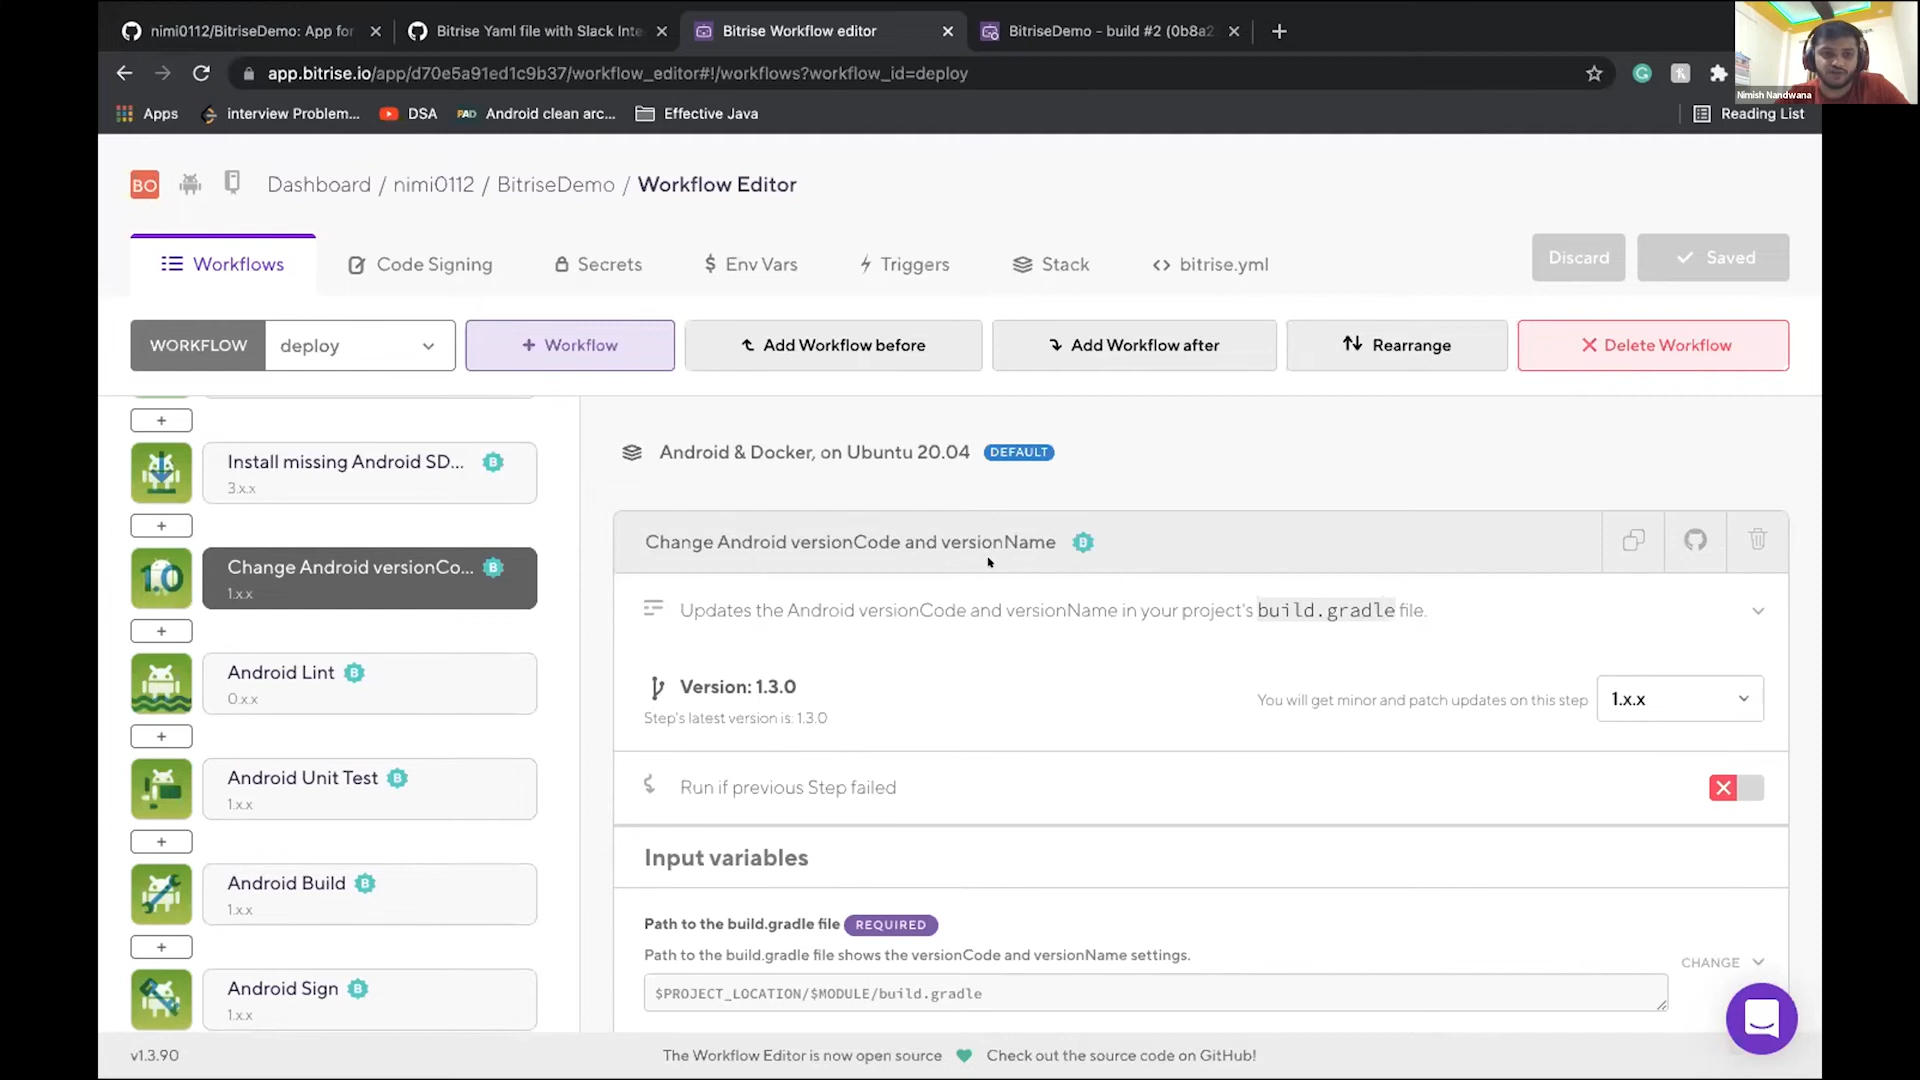 nimi0112/BitriseDemo: App for
Bitrise Yaml file with Slack Inte
Bitrise Workflow editor
BitriseDemo - build #2 (0b8a2
app.bitrise.io/app/d70e5a91ed1c9b37/workflow_editor#!/workflows?workflow_id=deploy
Nimish Nandwana
Apps
interview Problem...
DSA
Android clean arc...
Effective Java
Reading List
BO
Dashboard / nimi0112 / BitriseDemo / Workflow Editor
Workflows
Code Signing
Secrets
$ Env Vars
Triggers
Stack
<> bitrise.yml
Discard
Saved
WORKFLOW
deploy
+ Workflow
Add Workflow before
Add Workflow after
Rearrange
Delete Workflow
+
Install missing Android SD...
3.x.x
+
1.0
Change Android versionCo...
1.x.x
+
Android Lint
0.x.x
+
Android Unit Test
1.x.x
+
Android Build
1.x.x
+
Android Sign
1.x.x
Android & Docker, on Ubuntu 20.04 DEFAULT
Change Android versionCode and versionName
Updates the Android versionCode and versionName in your project's build.gradle file.
Version: 1.3.0
Step's latest version is: 1.3.0
You will get minor and patch updates on this step
1.x.x
Run if previous Step failed
Input variables
Path to the build.gradle file REQUIRED
Path to the build.gradle file shows the versionCode and versionName settings.
CHANGE
$PROJECT_LOCATION/$MODULE/build.gradle
v1.3.90
The Workflow Editor is now open source
Check out the source code on GitHub!